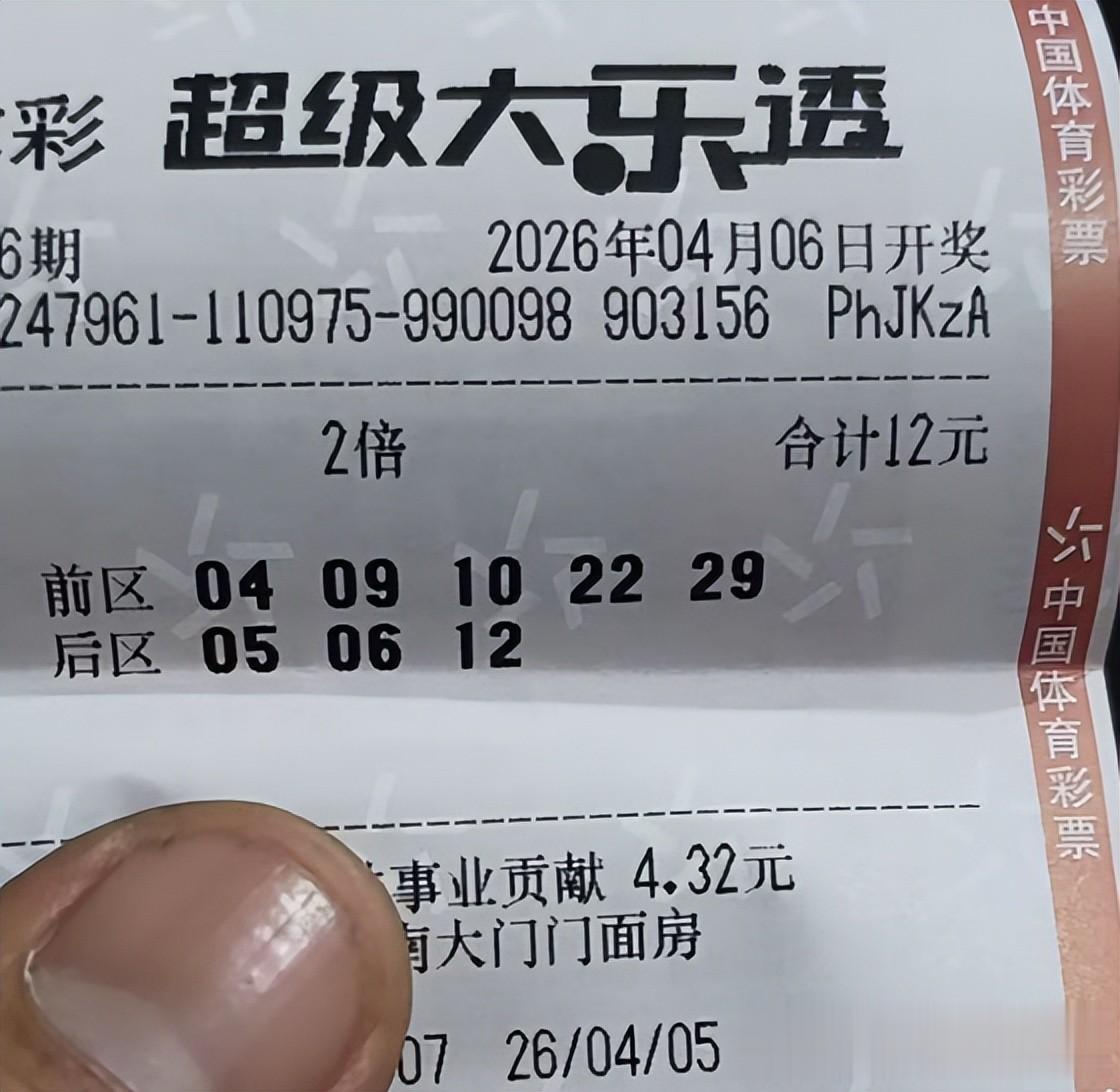 彩 超级大乐透
6期 2026年04月06日开奖
247961-110975-990098 903156 PhJKzA
2倍 合计12元
前区 04 09 10 22 29
后区 05 06 12
事业贡献 4.32元
南大门门面房
07 26/04/05
中国体育彩票
中国体育彩票